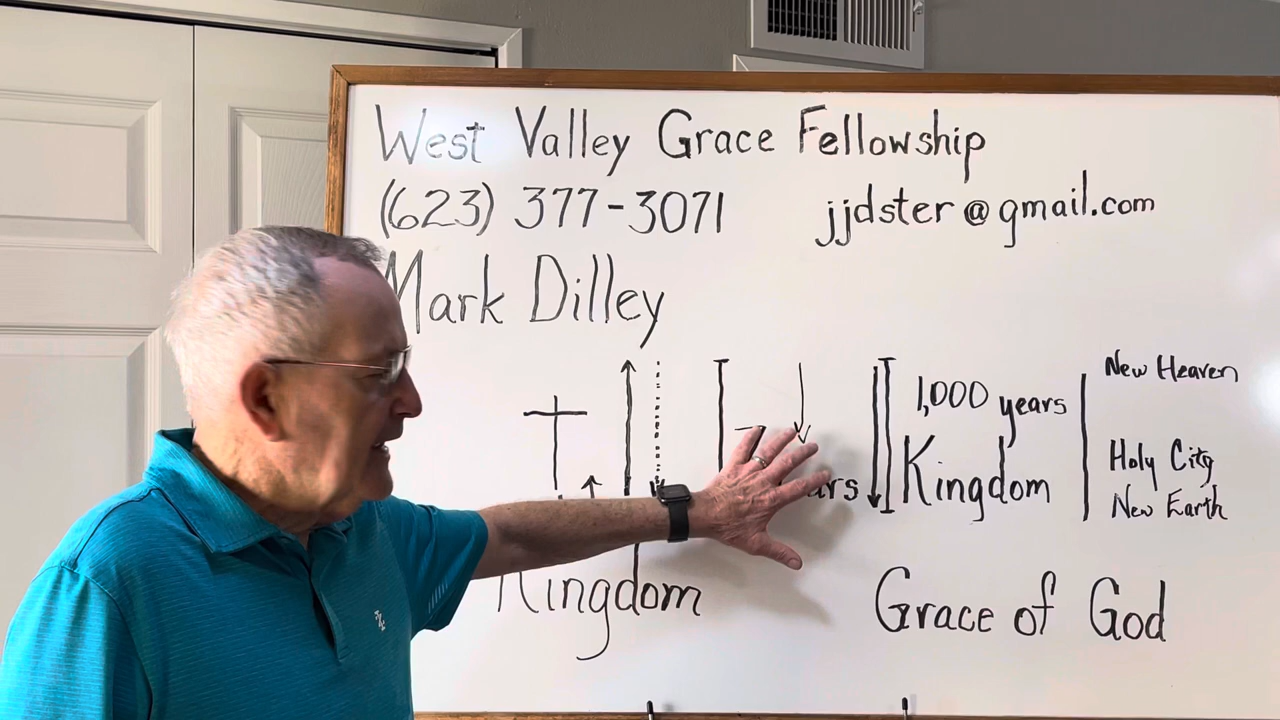 West Valley Grace Fellowship
(623) 377-3071 jjdster@gmail.com
Mark Dilley
1,000 years
Kingdom
New Heaven
Holy City
New Earth
Kingdom
Grace of God